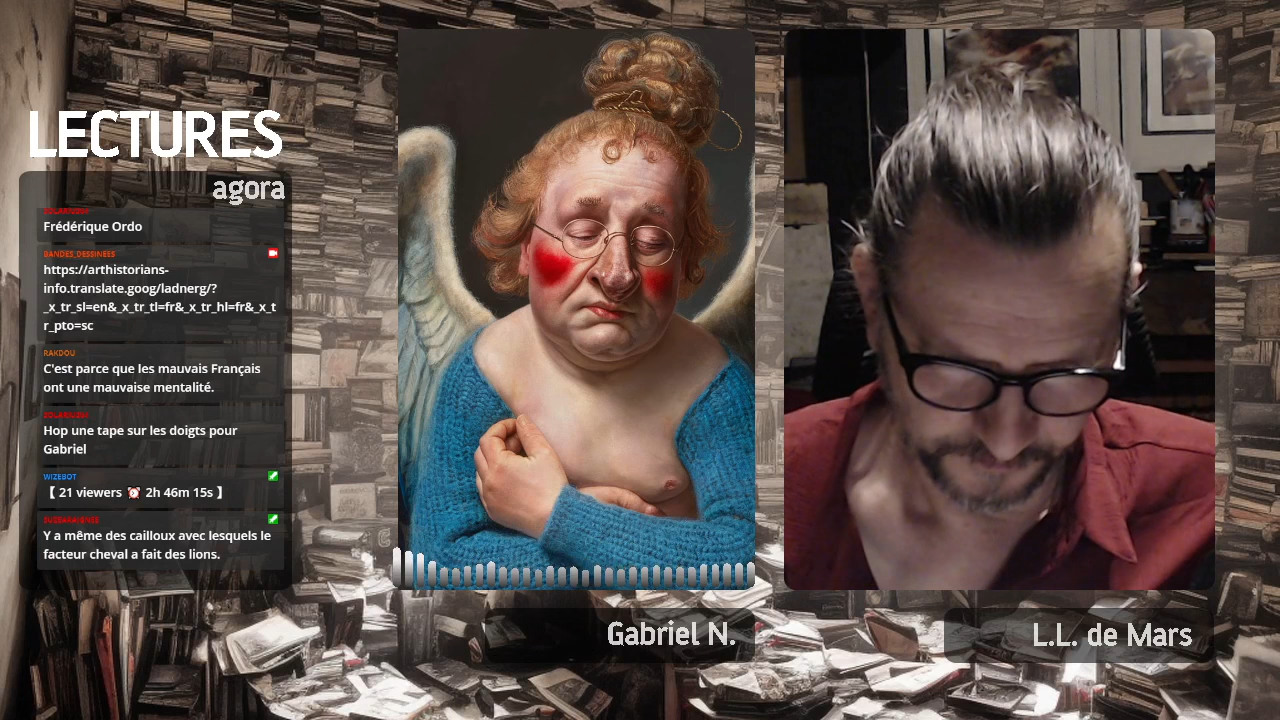 LECTURES
agora
Frédérique Ordo
BANDES_DESSINEES
https://arthistorians-
info.translate.goog/ladnerg/?
_x_tr_sl=en&_x_tr_tl=fr&_x_tr_hl=fr&_x_t
r_pto=sc
RAKDOU
C'est parce que les mauvais Français
ont une mauvaise mentalité.
Hop une tape sur les doigts pour
Gabriel
WIZEBOT
【 21 viewers ⏰ 2h 46m 15s 】
Y a même des cailloux avec lesquels le
facteur cheval a fait des lions.
Gabriel N.
L.L. de Mars